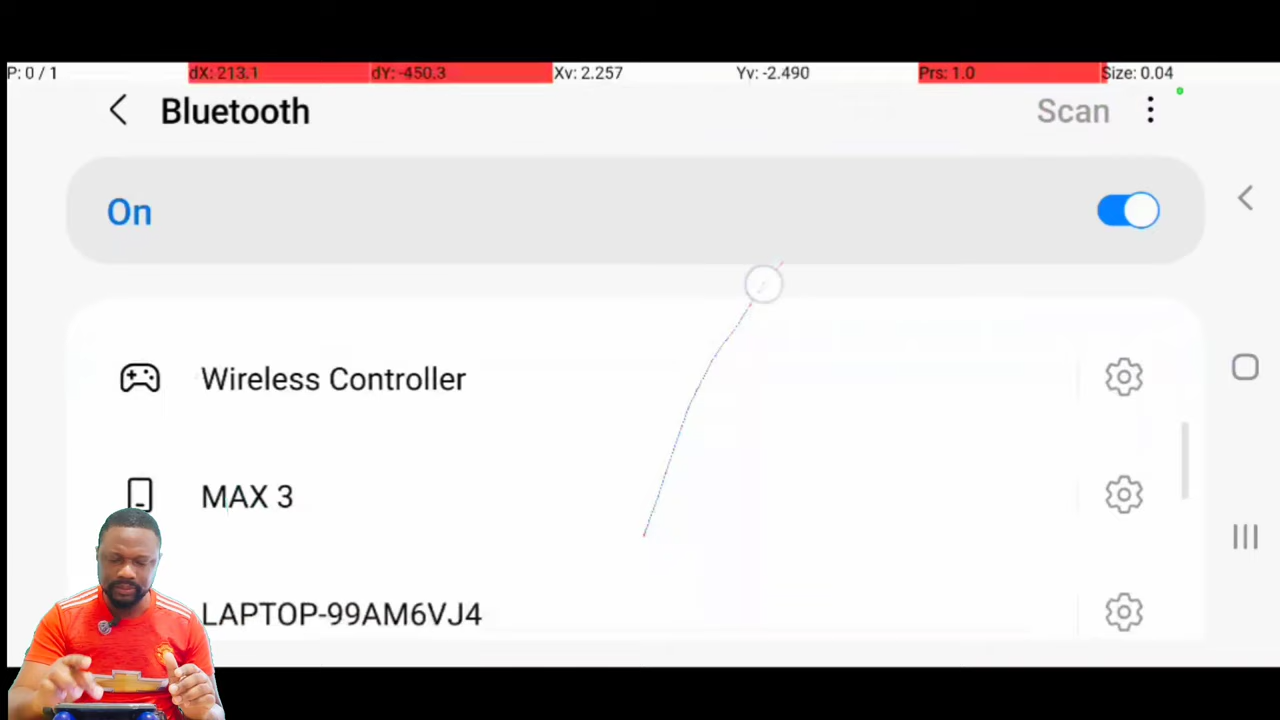 P: 0 / 1 dX: 213.1 dY: -450.3 Xv: 2.257 Yv: -2.490 Prs: 1.0 Size: 0.04
Bluetooth Scan
On
Wireless Controller
MAX 3
LAPTOP-99AM6VJ4